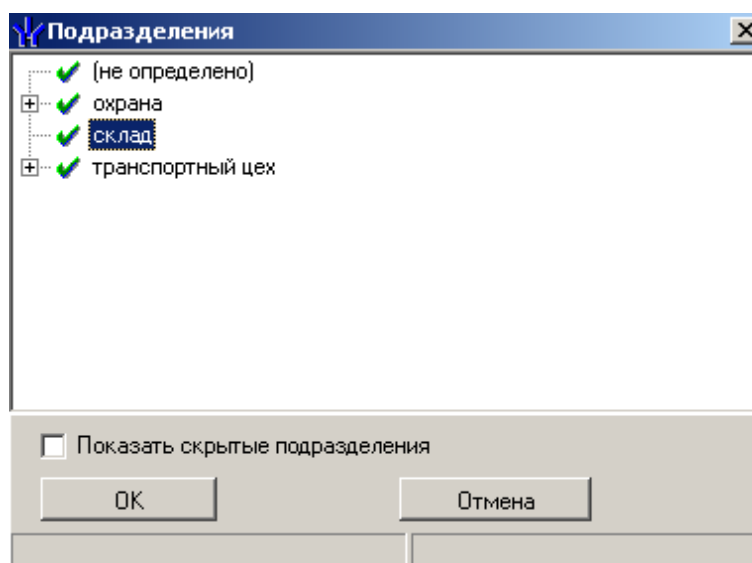 Подразделения
(не определено)
охрана
склад
транспортный цех
Показать скрытые подразделения
OK
Отмена